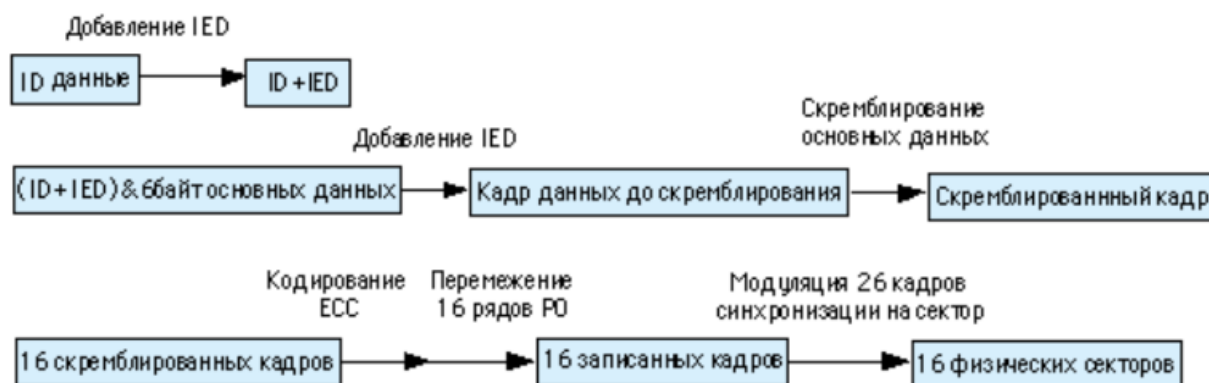 Добавление IED
ID данные
ID+IED
Скремблирование
основных данных
Добавление IED
(ID+IED)&6байт основных данных
Кадр данных до скремблирования
Скремблированнный кадр
Кодирование
ECC
Перемежение
16 рядов PO
Модуляция 26 кадров
синхронизации на сектор
16 скремблированных кадров
16 записанных кадров
16 физических секторов